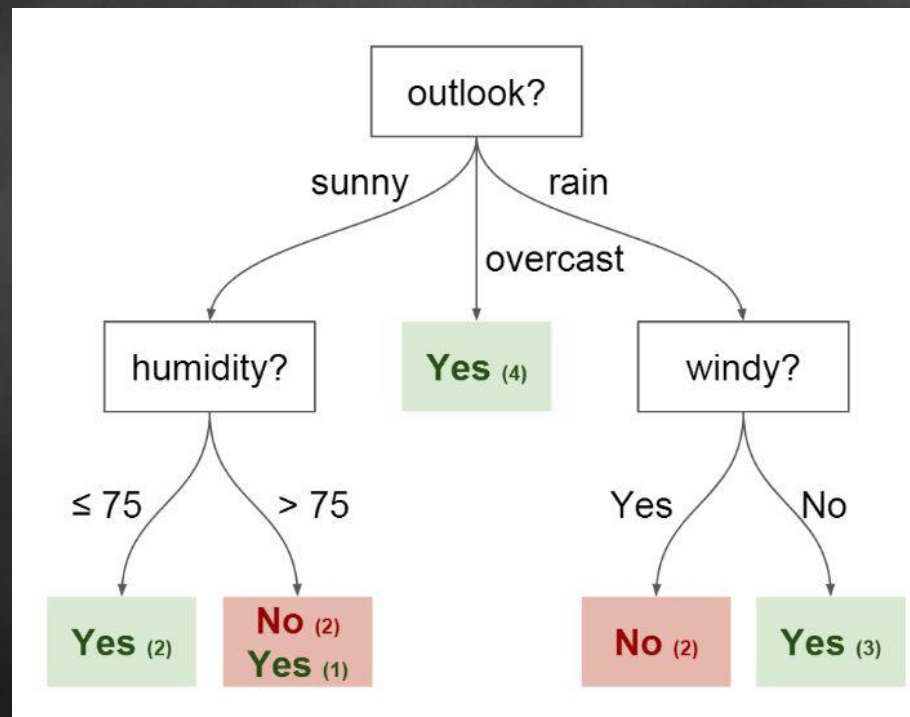 outlook?
sunny
rain
overcast
humidity?
Yes (4)
windy?
≤ 75
> 75
Yes
No
Yes (2)
No (2)
Yes (1)
No (2)
Yes (3)